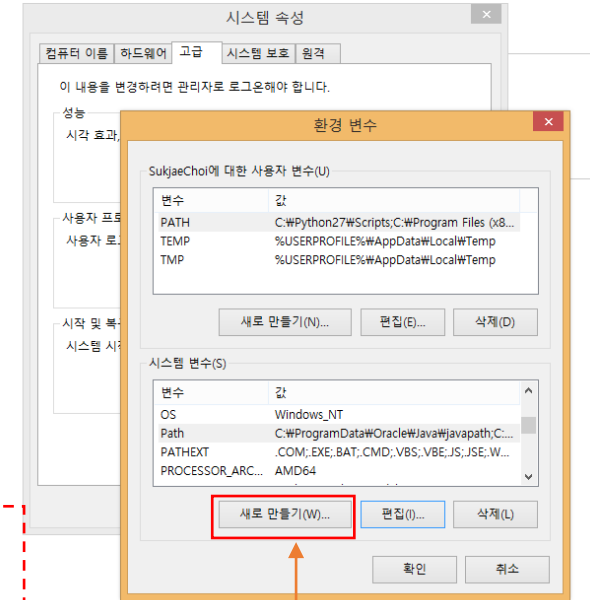 시스템 속성
컴퓨터 이름 하드웨어 고급 시스템 보호 원격
이 내용을 변경하려면 관리자로 로그온해야 합니다.
성능
시각 효과,
환경 변수
SukjaeChoi에 대한 사용자 변수(U)
변수 값
PATH C:₩Python27₩Scripts;C:₩Program Files (x8...
TEMP %USERPROFILE%₩AppData₩Local₩Temp
TMP %USERPROFILE%₩AppData₩Local₩Temp
사용자 프로
사용자 로
새로 만들기(N)... 편집(E)... 삭제(D)
시작 및 복구
시스템 시작
시스템 변수(S)
변수 값
OS Windows_NT
Path C:₩ProgramData₩Oracle₩Java₩javapath;C:...
PATHEXT .COM;.EXE;.BAT;.CMD;.VBS;.VBE;.JS;.JSE;.W...
PROCESSOR_ARC... AMD64
새로 만들기(W)... 편집(I)... 삭제(L)
확인 취소